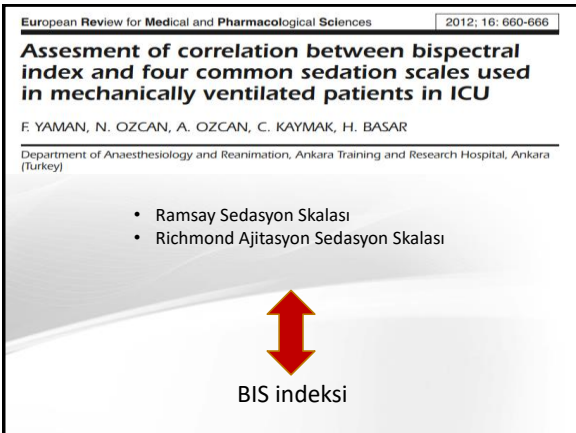 European Review for Medical and Pharmacological Sciences
2012; 16: 660-666
Assesment of correlation between bispectral
index and four common sedation scales used
in mechanically ventilated patients in ICU
F. YAMAN, N. OZCAN, A. OZCAN, C. KAYMAK, H. BASAR
Department of Anaesthesiology and Reanimation, Ankara Training and Research Hospital, Ankara
(Turkey)
• Ramsay Sedasyon Skalası
• Richmond Ajitasyon Sedasyon Skalası
BIS indeksi